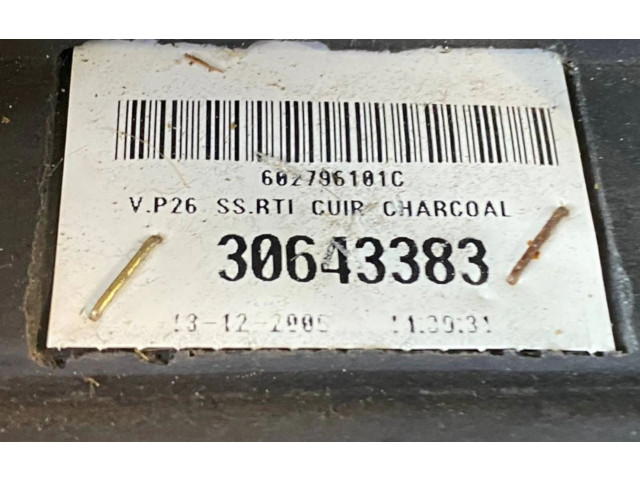 602796101C
V.P26 SS.RTI CUIR CHARCOAL
30643383
13-12-2005 11:30:31